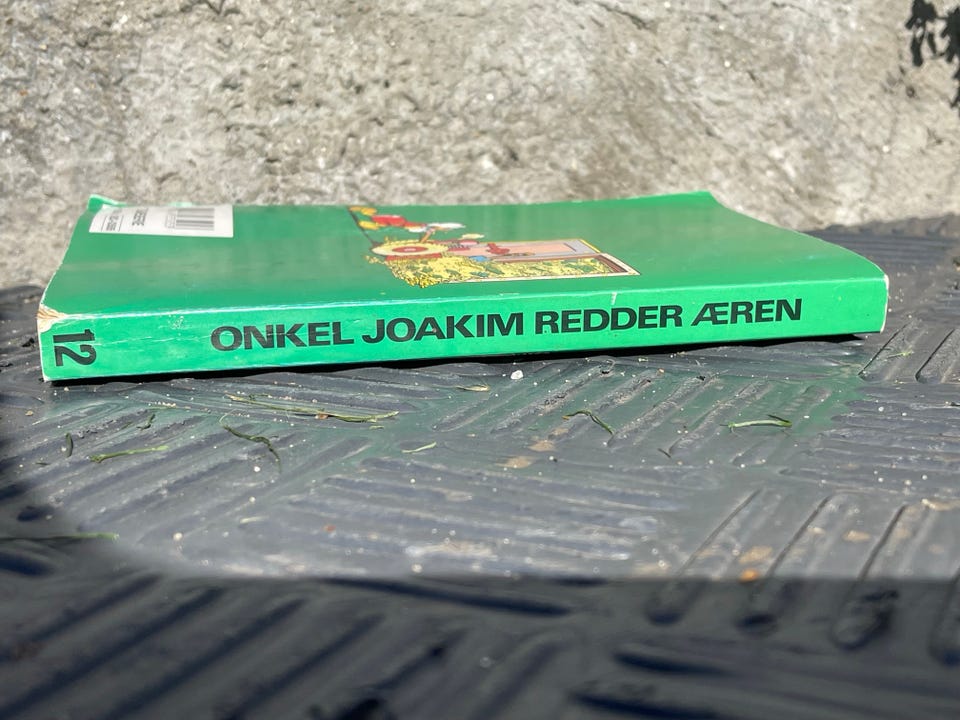 12
ONKEL JOAKIM REDDER ÆREN